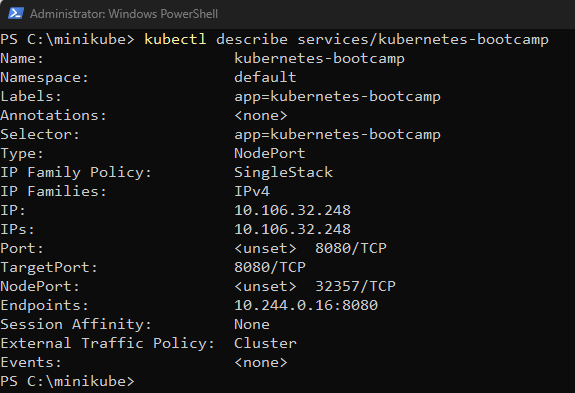 Administrator: Windows PowerShell
PS C:\minikube> kubectl describe services/kubernetes-bootcamp
Name:                     kubernetes-bootcamp
Namespace:                default
Labels:                   app=kubernetes-bootcamp
Annotations:              <none>
Selector:                 app=kubernetes-bootcamp
Type:                     NodePort
IP Family Policy:         SingleStack
IP Families:              IPv4
IP:                       10.106.32.248
IPs:                      10.106.32.248
Port:                     <unset>  8080/TCP
TargetPort:               8080/TCP
NodePort:                 <unset>  32357/TCP
Endpoints:                10.244.0.16:8080
Session Affinity:         None
External Traffic Policy:  Cluster
Events:                   <none>
PS C:\minikube>